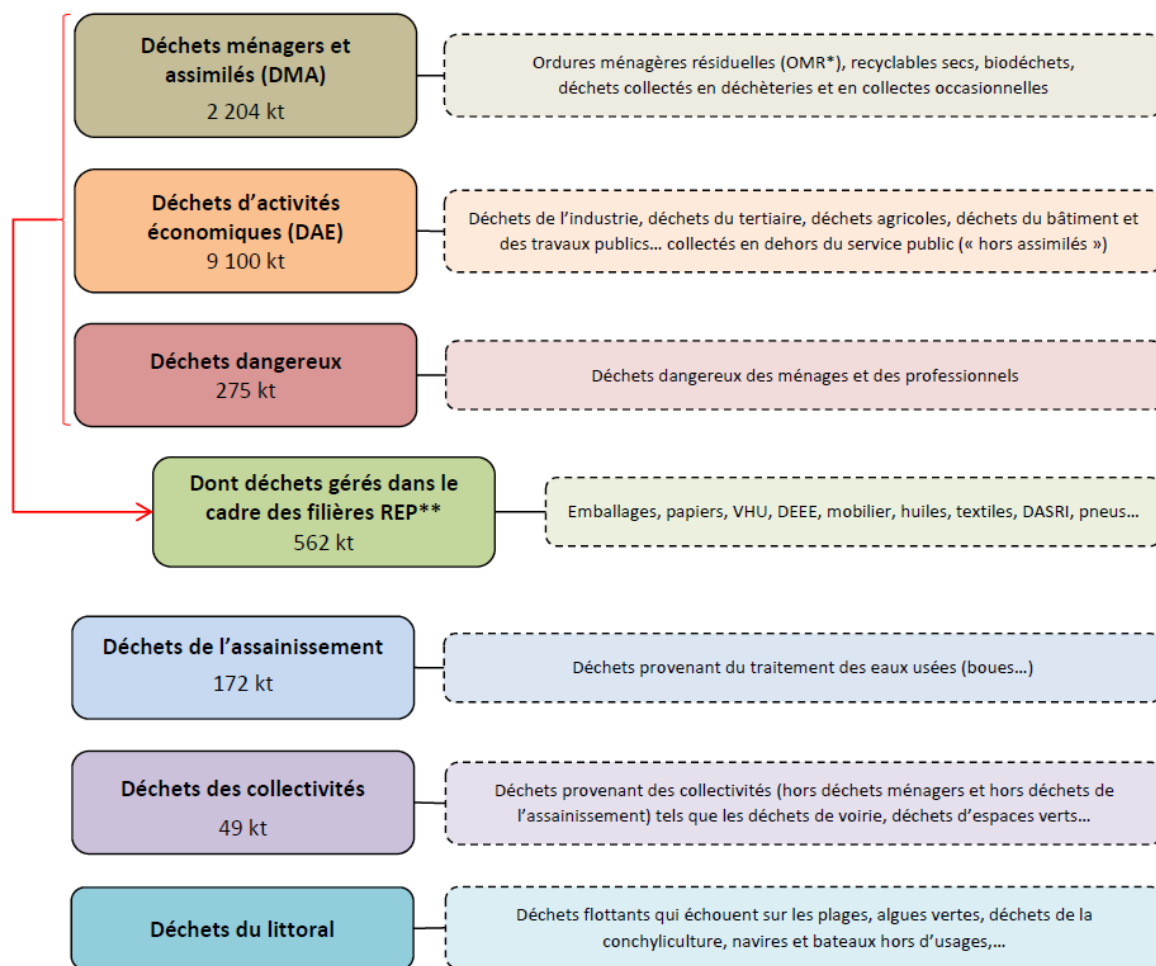 Déchets ménagers et
assimilés (DMA)
2 204 kt
Ordures ménagères résiduelles (OMR*), recyclables secs, biodéchets,
déchets collectés en déchèteries et en collectes occasionnelles
Déchets d’activités
économiques (DAE)
9 100 kt
Déchets de l’industrie, déchets du tertiaire, déchets agricoles, déchets du bâtiment et
des travaux publics… collectés en dehors du service public (« hors assimilés »)
Déchets dangereux
275 kt
Déchets dangereux des ménages et des professionnels
Dont déchets gérés dans le
cadre des filières REP**
562 kt
Emballages, papiers, VHU, DEEE, mobilier, huiles, textiles, DASRI, pneus…
Déchets de l’assainissement
172 kt
Déchets provenant du traitement des eaux usées (boues…)
Déchets des collectivités
49 kt
Déchets provenant des collectivités (hors déchets ménagers et hors déchets de
l’assainissement) tels que les déchets de voirie, déchets d’espaces verts…
Déchets du littoral
Déchets flottants qui échouent sur les plages, algues vertes, déchets de la
conchyliculture, navires et bateaux hors d’usages,…